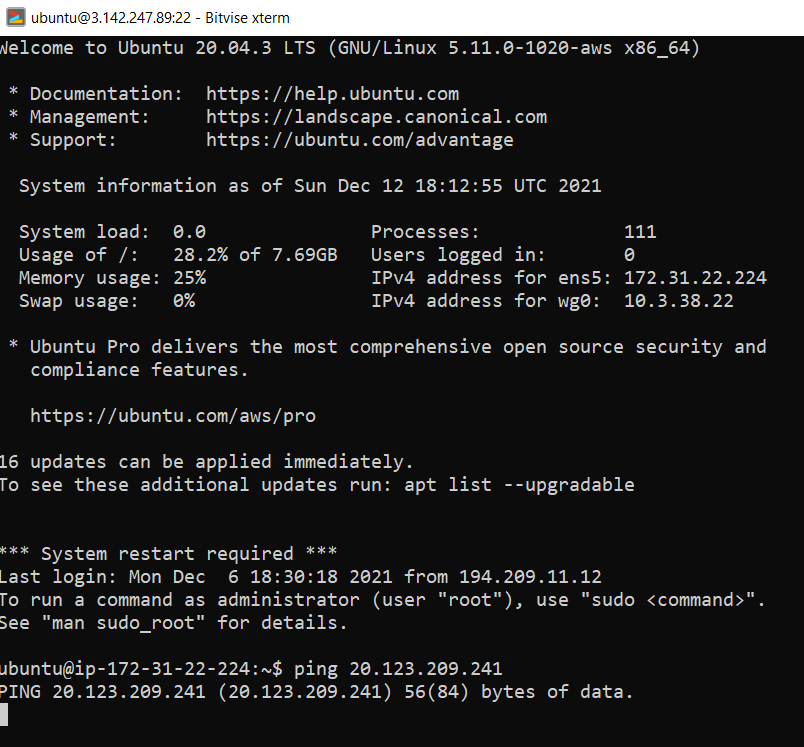 ubuntu@3.142.247.89:22 - Bitvise xterm
Welcome to Ubuntu 20.04.3 LTS (GNU/Linux 5.11.0-1020-aws x86_64)
* Documentation:  https://help.ubuntu.com
* Management:     https://landscape.canonical.com
* Support:        https://ubuntu.com/advantage
System information as of Sun Dec 12 18:12:55 UTC 2021
System load:  0.0                Processes:             111
Usage of /:   28.2% of 7.69GB   Users logged in:       0
Memory usage: 25%               IPv4 address for ens5: 172.31.22.224
Swap usage:   0%                IPv4 address for wg0:  10.3.38.22
* Ubuntu Pro delivers the most comprehensive open source security and
compliance features.
https://ubuntu.com/aws/pro
16 updates can be applied immediately.
To see these additional updates run: apt list --upgradable
*** System restart required ***
Last login: Mon Dec  6 18:30:18 2021 from 194.209.11.12
To run a command as administrator (user "root"), use "sudo <command>".
See "man sudo_root" for details.
ubuntu@ip-172-31-22-224:~$ ping 20.123.209.241
PING 20.123.209.241 (20.123.209.241) 56(84) bytes of data.